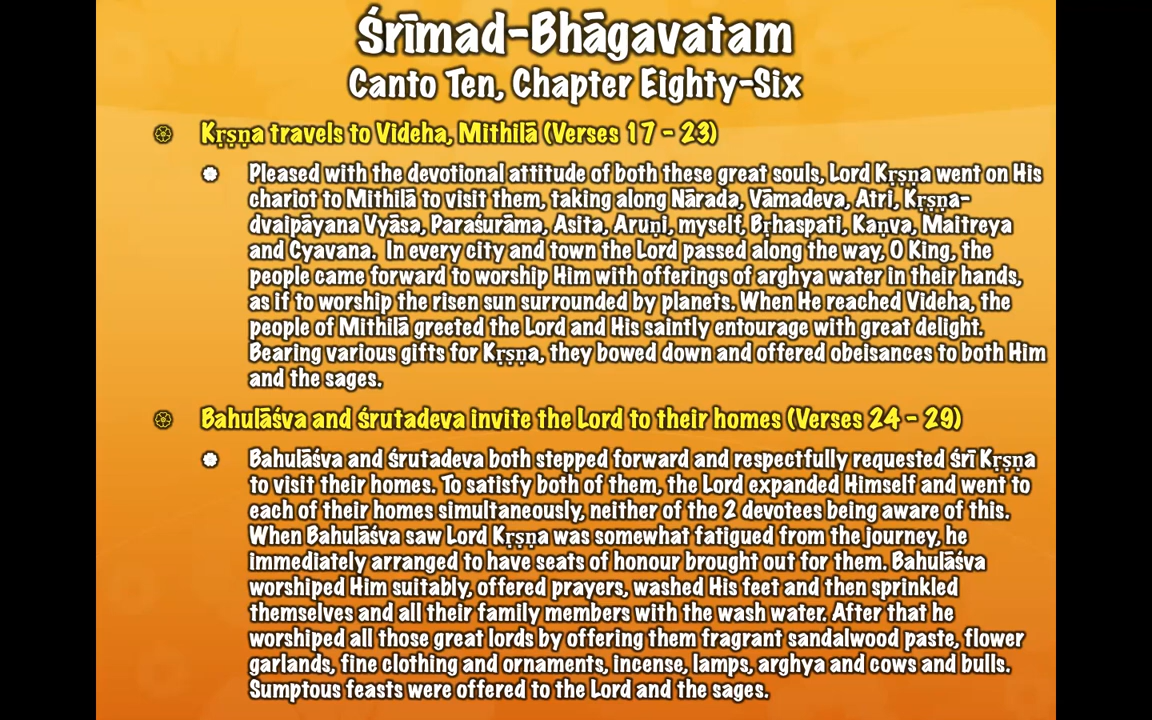 Śrīmad-Bhāgavatam
Canto Ten, Chapter Eighty-Six
Kṛṣṇa travels to Videha, Mithilā (Verses 17 – 23)
Pleased with the devotional attitude of both these great souls, Lord Kṛṣṇa went on His
chariot to Mithilā to visit them, taking along Nārada, Vāmadeva, Atri, Kṛṣṇa-
dvaipāyana Vyāsa, Paraśurāma, Asita, Aruṇi, myself, Bṛhaspati, Kaṇva, Maitreya
and Cyavana. In every city and town the Lord passed along the way, O King, the
people came forward to worship Him with offerings of arghya water in their hands,
as if to worship the risen sun surrounded by planets. When He reached Videha, the
people of Mithilā greeted the Lord and His saintly entourage with great delight.
Bearing various gifts for Kṛṣṇa, they bowed down and offered obeisances to both Him
and the sages.
Bahulāśva and śrutadeva invite the Lord to their homes (Verses 24 – 29)
Bahulāśva and śrutadeva both stepped forward and respectfully requested śrī Kṛṣṇa
to visit their homes. To satisfy both of them, the Lord expanded Himself and went to
each of their homes simultaneously, neither of the 2 devotees being aware of this.
When Bahulāśva saw Lord Kṛṣṇa was somewhat fatigued from the journey, he
immediately arranged to have seats of honour brought out for them. Bahulāśva
worshiped Him suitably, offered prayers, washed His feet and then sprinkled
themselves and all their family members with the wash water. After that he
worshiped all those great lords by offering them fragrant sandalwood paste, flower
garlands, fine clothing and ornaments, incense, lamps, arghya and cows and bulls.
Sumptous feasts were offered to the Lord and the sages.